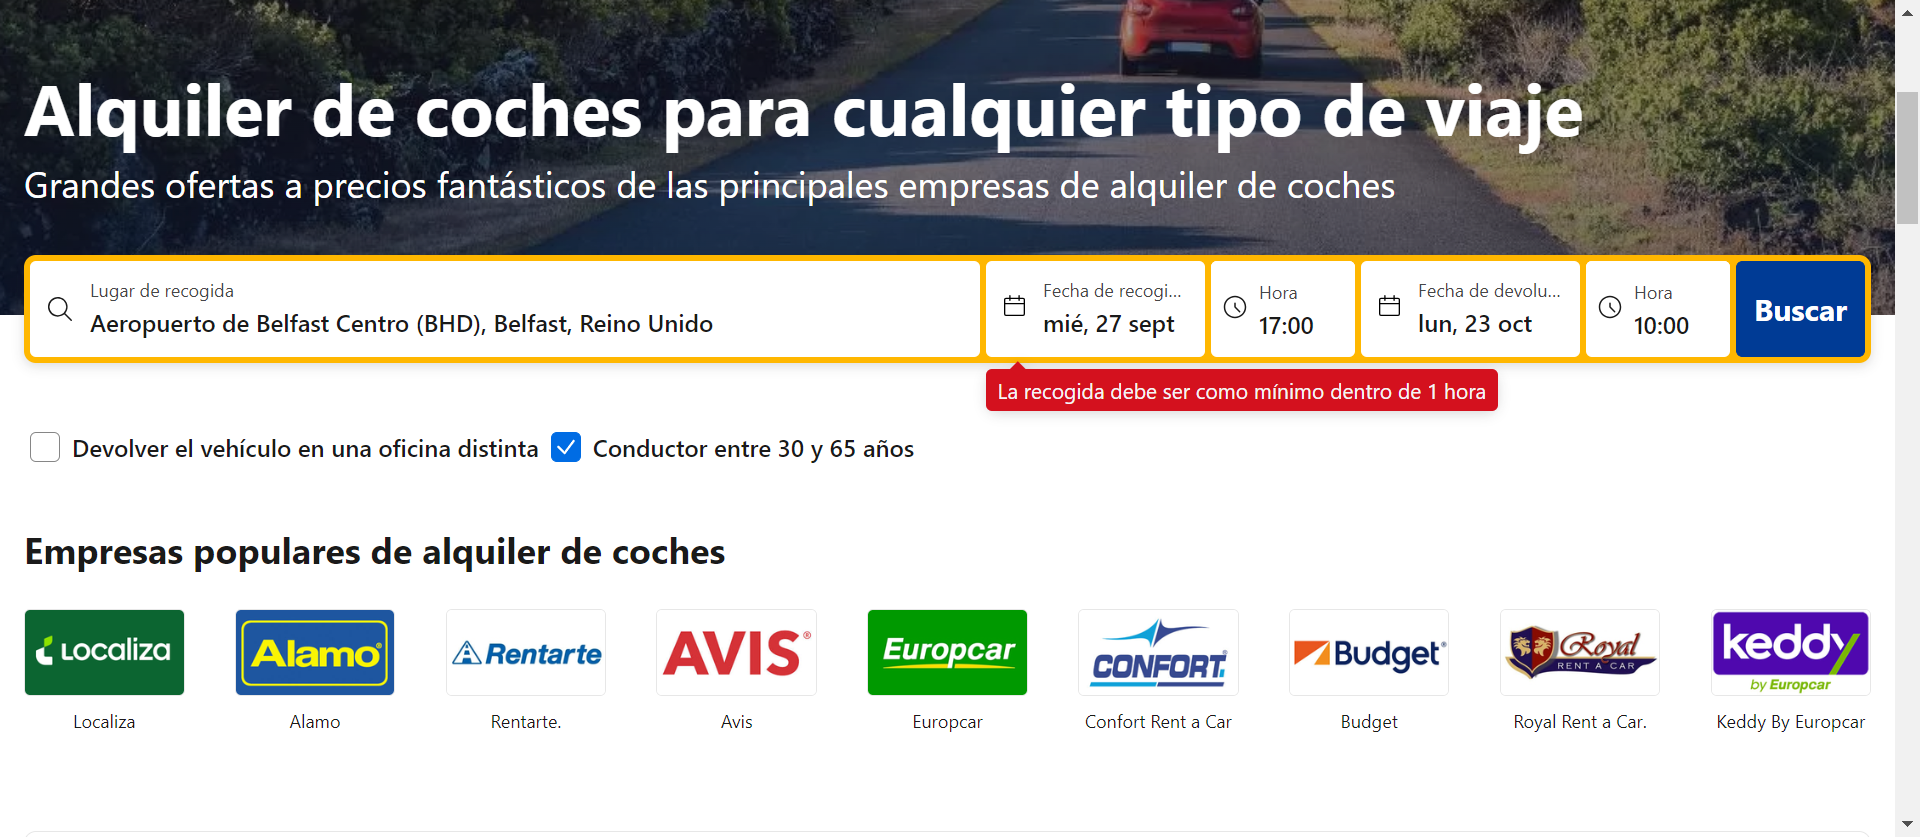 Alquiler de coches para cualquier tipo de viaje
Grandes ofertas a precios fantásticos de las principales empresas de alquiler de coches
Lugar de recogida
Aeropuerto de Belfast Centro (BHD), Belfast, Reino Unido
Fecha de recogi...
mié, 27 sept
Hora
17:00
Fecha de devolu...
lun, 23 oct
Hora
10:00
Buscar
La recogida debe ser como mínimo dentro de 1 hora
Devolver el vehículo en una oficina distinta
Conductor entre 30 y 65 años
Empresas populares de alquiler de coches
Localiza
Alamo
Rentarte
AVIS
Europcar
CONFORT
Budget
Royal
RENT A CAR
keddy
by Europcar
Localiza
Alamo
Rentarte.
Avis
Europcar
Confort Rent a Car
Budget
Royal Rent a Car.
Keddy By Europcar